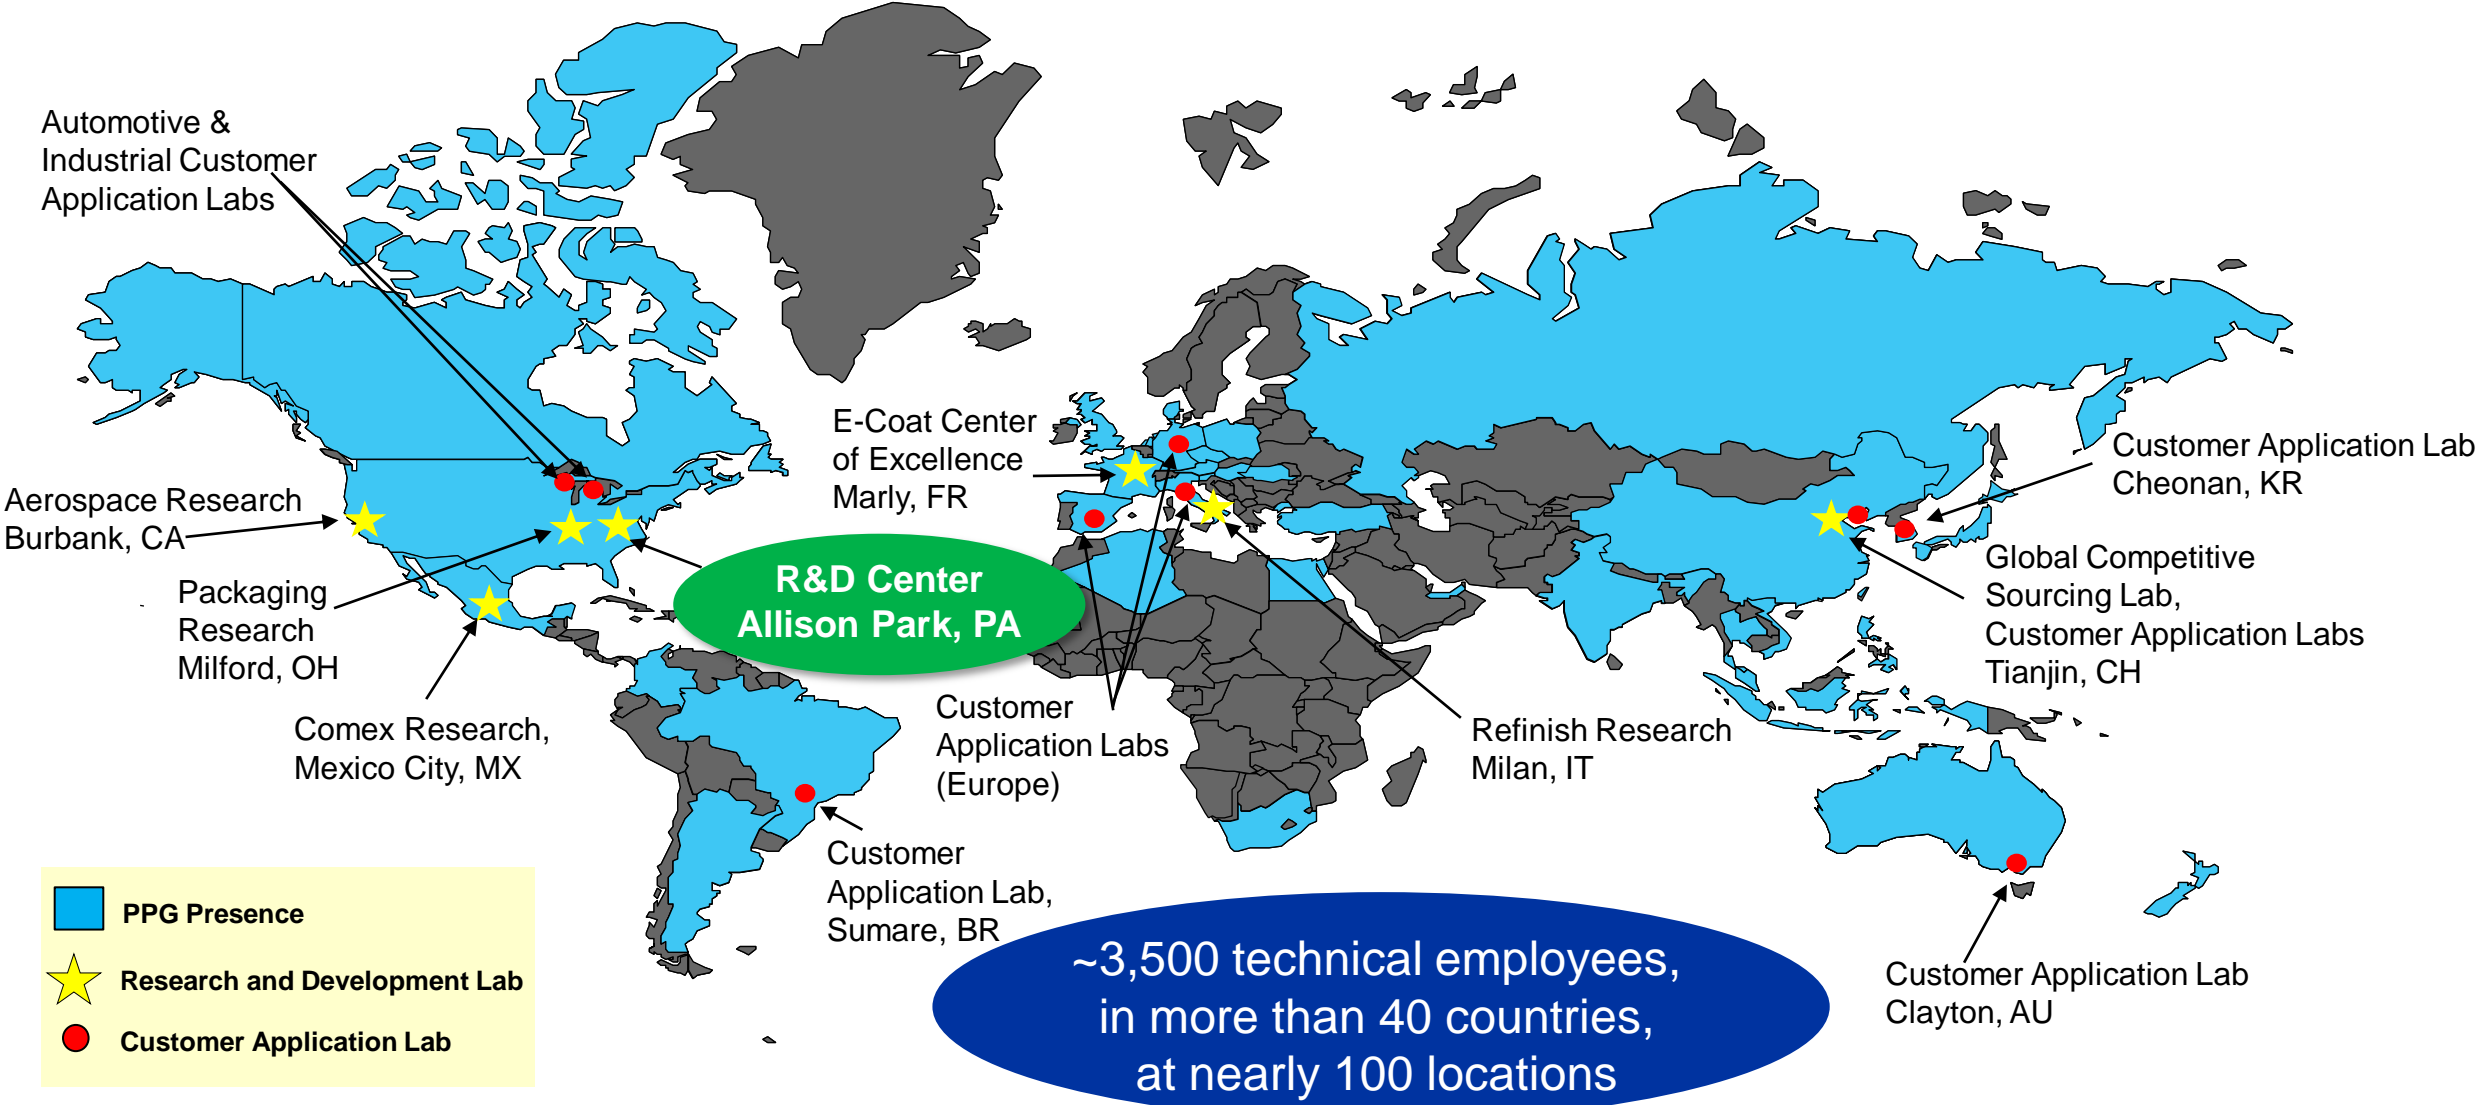 Automotive &
Industrial Customer
Application Labs
Aerospace Research
Burbank, CA
Packaging
Research
Milford, OH
Comex Research,
Mexico City, MX
R&D Center
Allison Park, PA
E-Coat Center
of Excellence
Marly, FR
Customer
Application Labs
(Europe)
Refinish Research
Milan, IT
Customer Application Lab
Cheonan, KR
Global Competitive
Sourcing Lab,
Customer Application Labs
Tianjin, CH
Customer
Application Lab,
Sumare, BR
Customer Application Lab
Clayton, AU
PPG Presence
Research and Development Lab
Customer Application Lab
~3,500 technical employees,
in more than 40 countries,
at nearly 100 locations